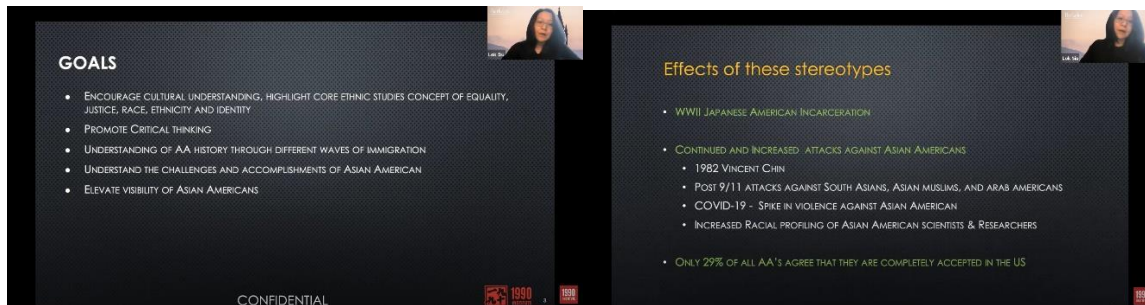 GOALS
• ENCOURAGE CULTURAL UNDERSTANDING, HIGHLIGHT CORE ETHNIC STUDIES CONCEPT OF EQUALITY,
JUSTICE, RACE, ETHNICITY AND IDENTITY
• PROMOTE CRITICAL THINKING
• UNDERSTANDING OF AA HISTORY THROUGH DIFFERENT WAVES OF IMMIGRATION
• UNDERSTAND THE CHALLENGES AND ACCOMPLISHMENTS OF ASIAN AMERICAN
• ELEVATE VISIBILITY OF ASIAN AMERICANS
CONFIDENTIAL
1990
1990
Effects of these stereotypes
• WWII JAPANESE AMERICAN INCARCERATION
• CONTINUED AND INCREASED ATTACKS AGAINST ASIAN AMERICANS
• 1982 VINCENT CHIN
• POST 9/11 ATTACKS AGAINST SOUTH ASIANS, ASIAN MUSLIMS, AND ARAB AMERICANS
• COVID-19 - SPIKE IN VIOLENCE AGAINST ASIAN AMERICAN
• INCREASED RACIAL PROFILING OF ASIAN AMERICAN SCIENTISTS & RESEARCHERS
• ONLY 29% OF ALL AA'S AGREE THAT THEY ARE COMPLETELY ACCEPTED IN THE US